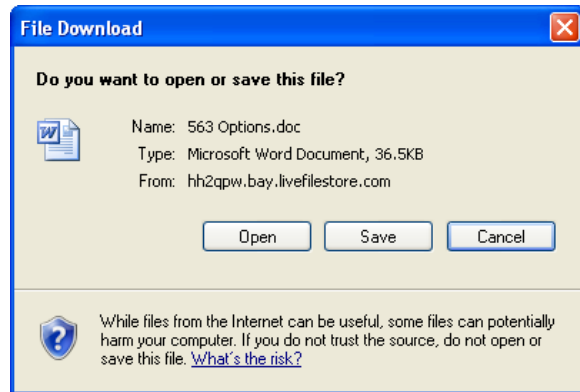 File Download
Do you want to open or save this file?
Name: 563 Options.doc
Type: Microsoft Word Document, 36.5KB
From: hh2qpw.bay.livefilestore.com
Open Save Cancel
While files from the Internet can be useful, some files can potentially
harm your computer. If you do not trust the source, do not open or
save this file. What's the risk?